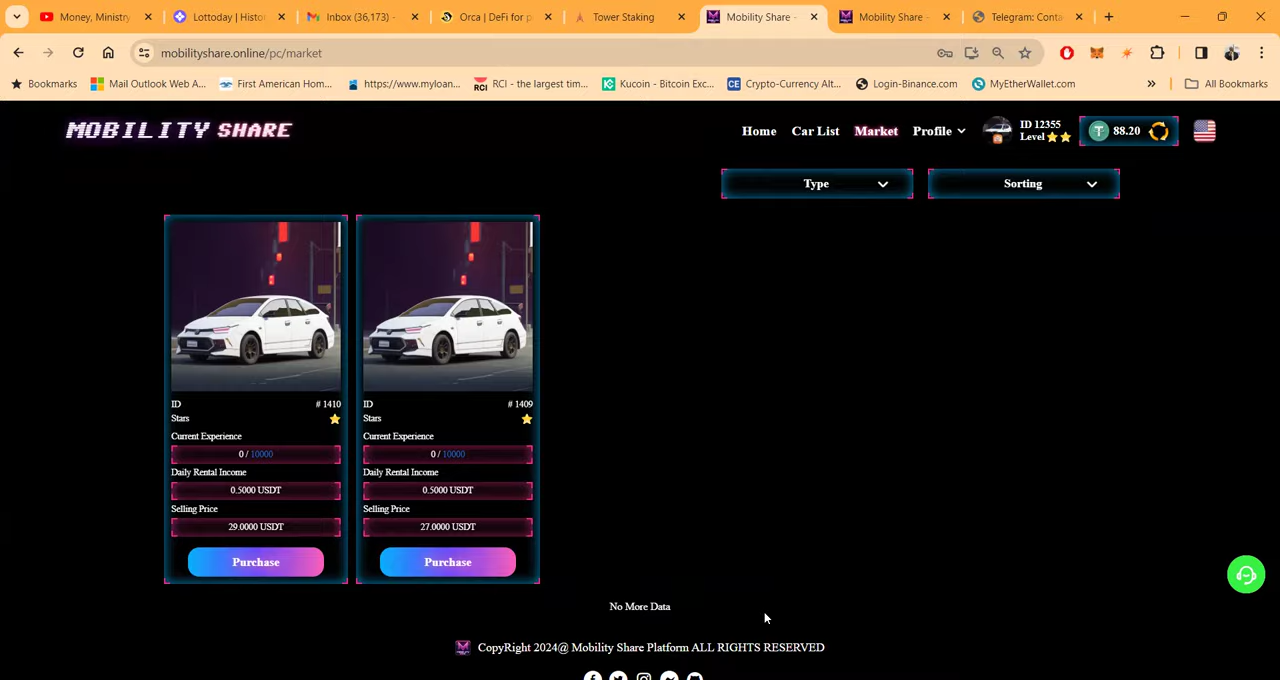 Money, Ministry
Lottoday | Histor
Inbox (36,173) -
Orca | DeFi for p
Tower Staking
Mobility Share -
Mobility Share -
Telegram: Conta
mobilityshare.online/pc/market
Bookmarks
Mail Outlook Web A...
First American Hom...
https://www.myloan...
RCI - the largest tim...
Kucoin - Bitcoin Exc...
Crypto-Currency Alt...
Login-Binance.com
MyEtherWallet.com
All Bookmarks
MOBILITY SHARE
Home
Car List
Market
Profile
ID 12355
Level
88.20
Type
Sorting
ID # 1410
Stars
Current Experience
0 / 10000
Daily Rental Income
0.5000 USDT
Selling Price
29.0000 USDT
Purchase
ID # 1409
Stars
Current Experience
0 / 10000
Daily Rental Income
0.5000 USDT
Selling Price
27.0000 USDT
Purchase
No More Data
CopyRight 2024@ Mobility Share Platform ALL RIGHTS RESERVED